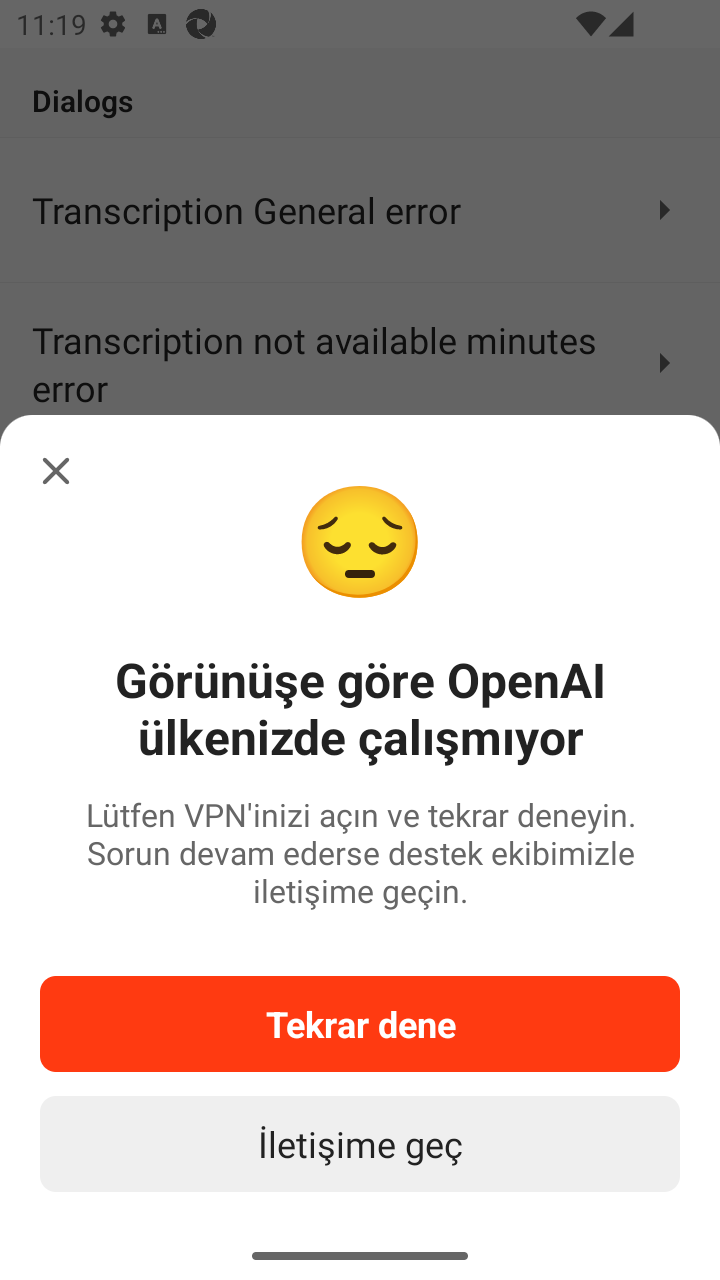 11:19
Dialogs
Transcription General error
Transcription not available minutes
error
Görünüşe göre OpenAI
ülkenizde çalışmıyor
Lütfen VPN'inizi açın ve tekrar deneyin.
Sorun devam ederse destek ekibimizle
iletişime geçin.
Tekrar dene
İletişime geç